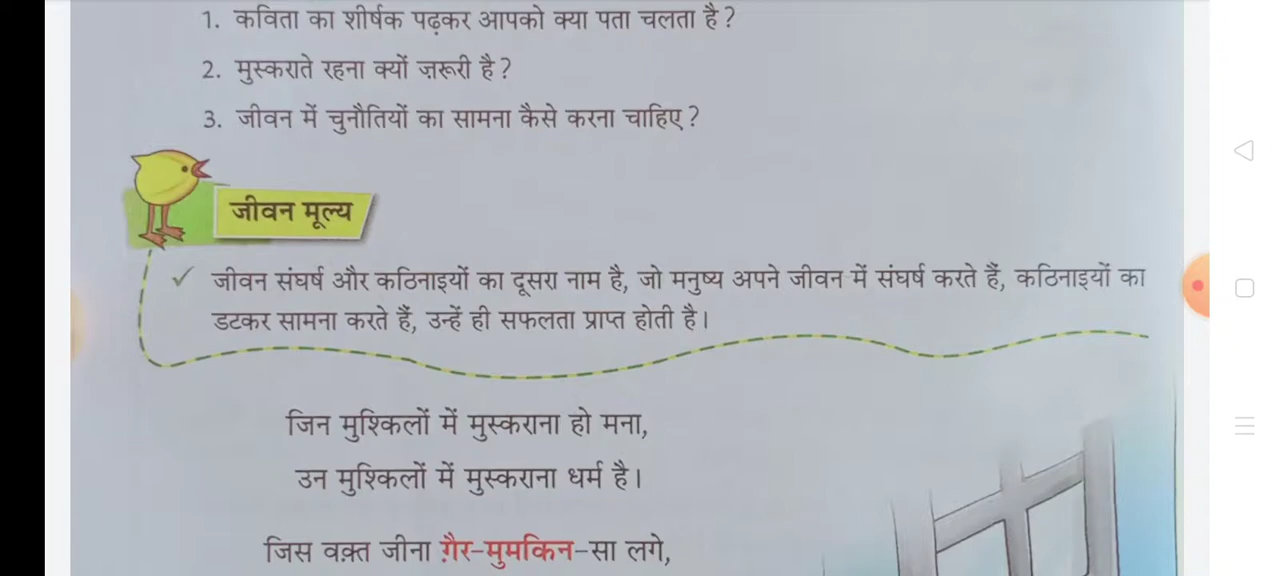 1. कविता का शीर्षक पढ़कर आपको क्या पता चलता है?
2. मुस्कराते रहना क्यों ज़रूरी है?
3. जीवन में चुनौतियों का सामना कैसे करना चाहिए?
जीवन मूल्य
✓ जीवन संघर्ष और कठिनाइयों का दूसरा नाम है, जो मनुष्य अपने जीवन में संघर्ष करते हैं, कठिनाइयों का
डटकर सामना करते हैं, उन्हें ही सफलता प्राप्त होती है।
जिन मुश्किलों में मुस्कराना हो मना,
उन मुश्किलों में मुस्कराना धर्म है।
जिस वक़्त जीना ग़ैर-मुमकिन-सा लगे,